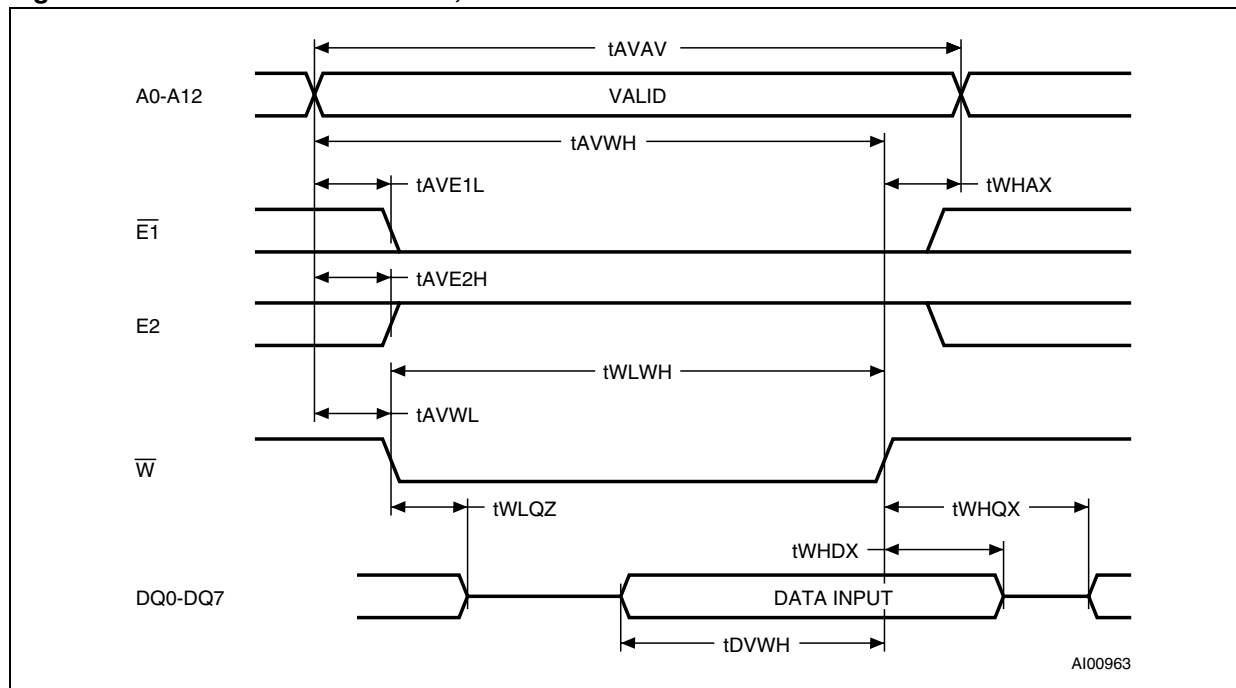 tAVAV
A0-A12
VALID
tAVWH
tAVE1L
tWHAX
E1
tAVE2H
E2
tWLWH
tAVWL
W
tWLQZ
tWHQX
tWHDX
DQ0-DQ7
DATA INPUT
tDVWH
AI00963